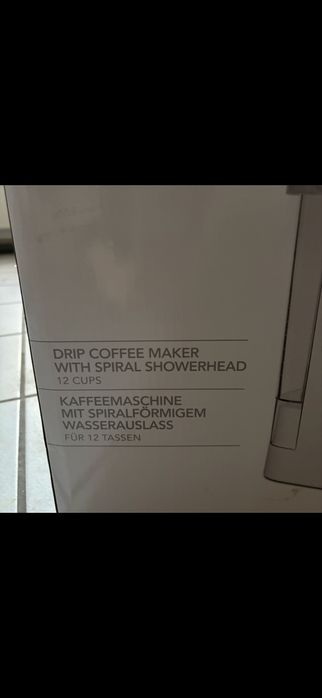 DRIP COFFEE MAKER
WITH SPIRAL SHOWERHEAD
12 CUPS
KAFFEEMASCHINE
MIT SPIRALFÖRMIGEM
WASSERAUSLASS
FÜR 12 TASSEN